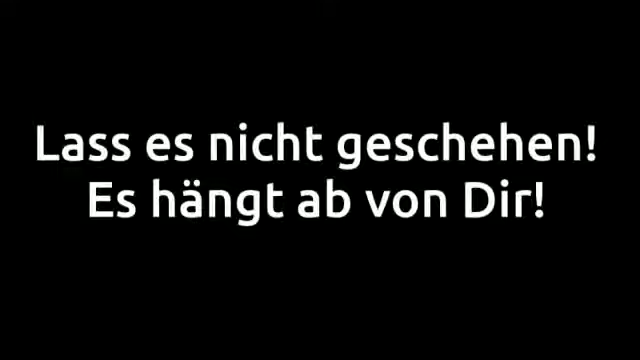 Lass es nicht geschehen!
Es hängt ab von Dir!